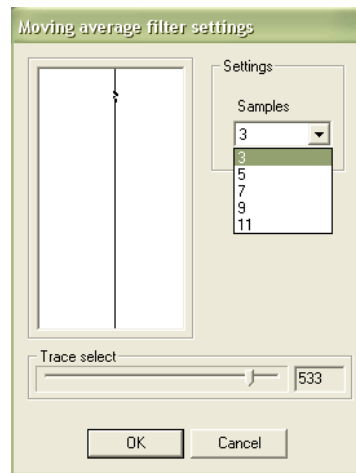 Moving average filter settings
Settings
Samples
3
3
5
7
9
11
Trace select
533
OK
Cancel